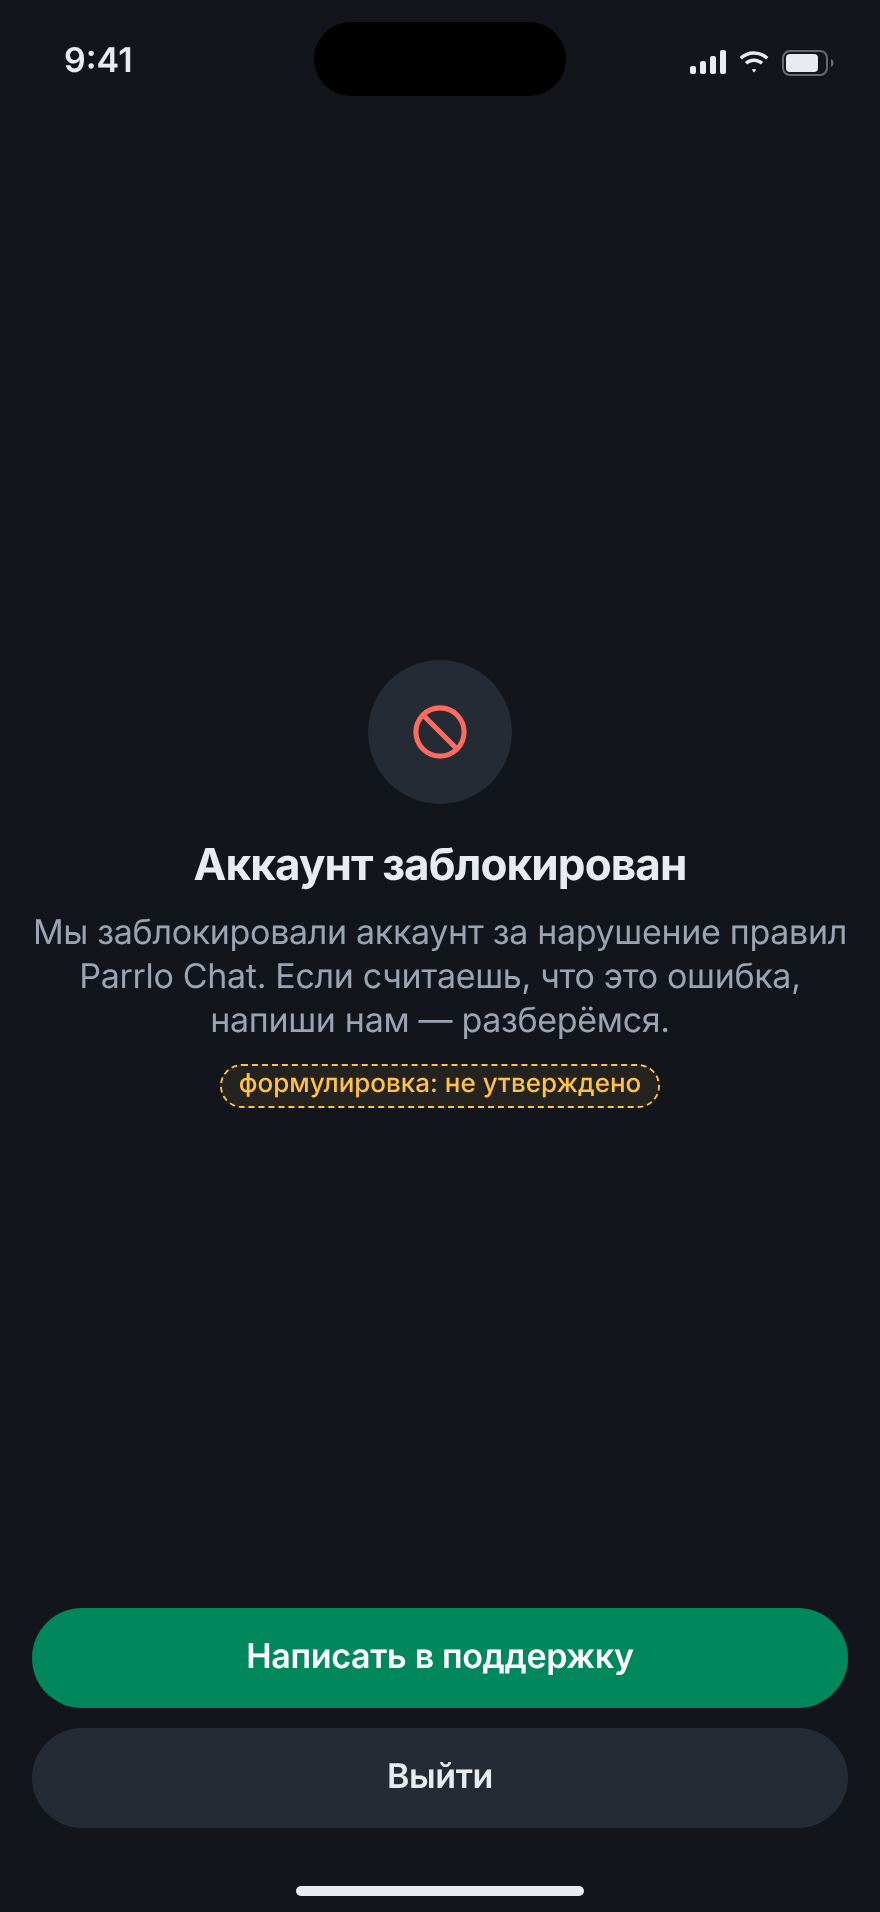 9:41
Аккаунт заблокирован
Мы заблокировали аккаунт за нарушение правил
Parrlo Chat. Если считаешь, что это ошибка,
напиши нам — разберёмся.
формулировка: не утверждено
Написать в поддержку
Выйти